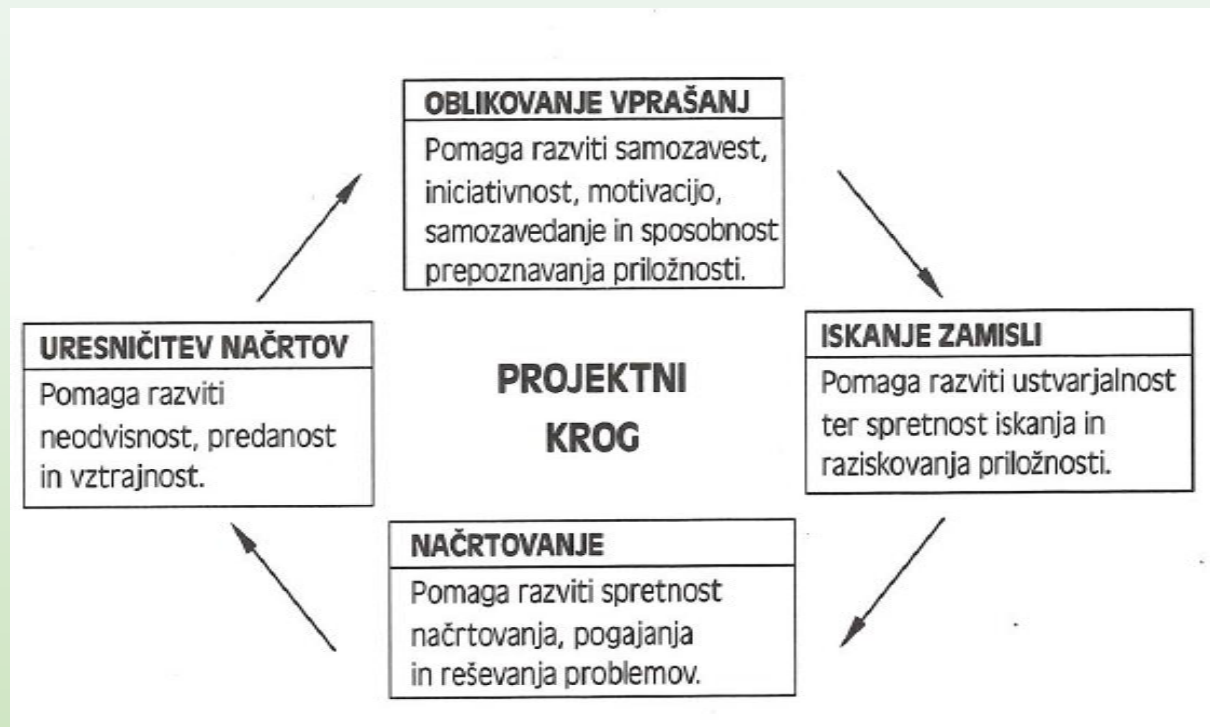 OBLIKOVANJE VPRAŠANJ
Pomaga razviti samozavest,
iniciativnost, motivacijo,
samozavedanje in sposobnost
prepoznavanja priložnosti.
ISKANJE ZAMISLI
Pomaga razviti ustvarjalnost
ter spretnost iskanja in
raziskovanja priložnosti.
NAČRTOVANJE
Pomaga razviti spretnost
načrtovanja, pogajanja
in reševanja problemov.
URESNIČITEV NAČRTOV
Pomaga razviti
neodvisnost, predanost
in vztrajnost.
PROJEKTNI
KROG